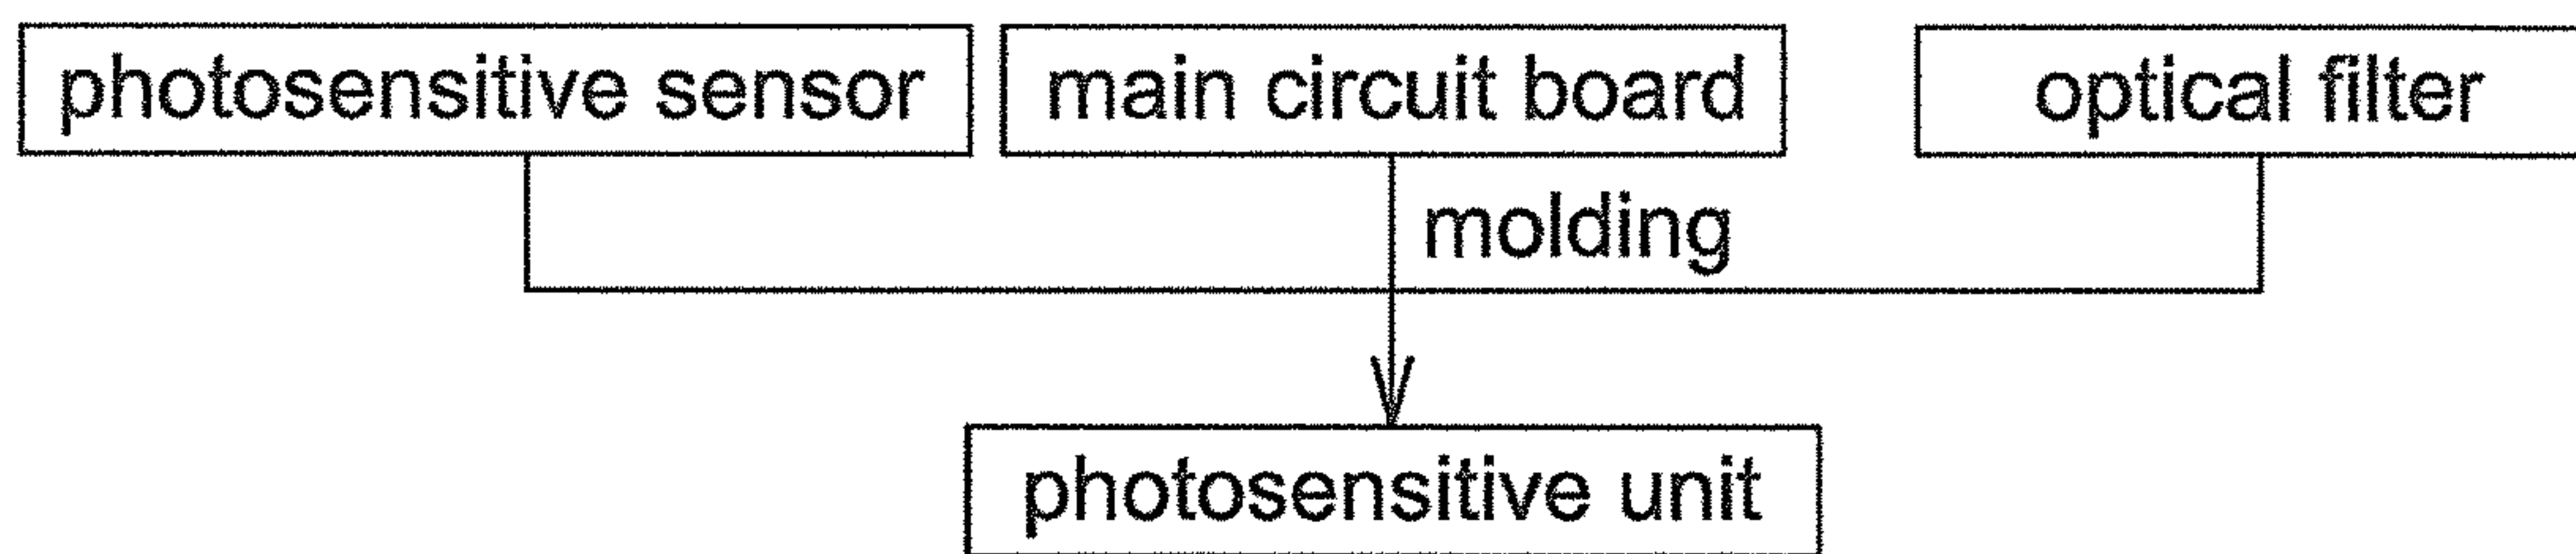 photosensitive sensor
main circuit board
optical filter
molding
photosensitive unit